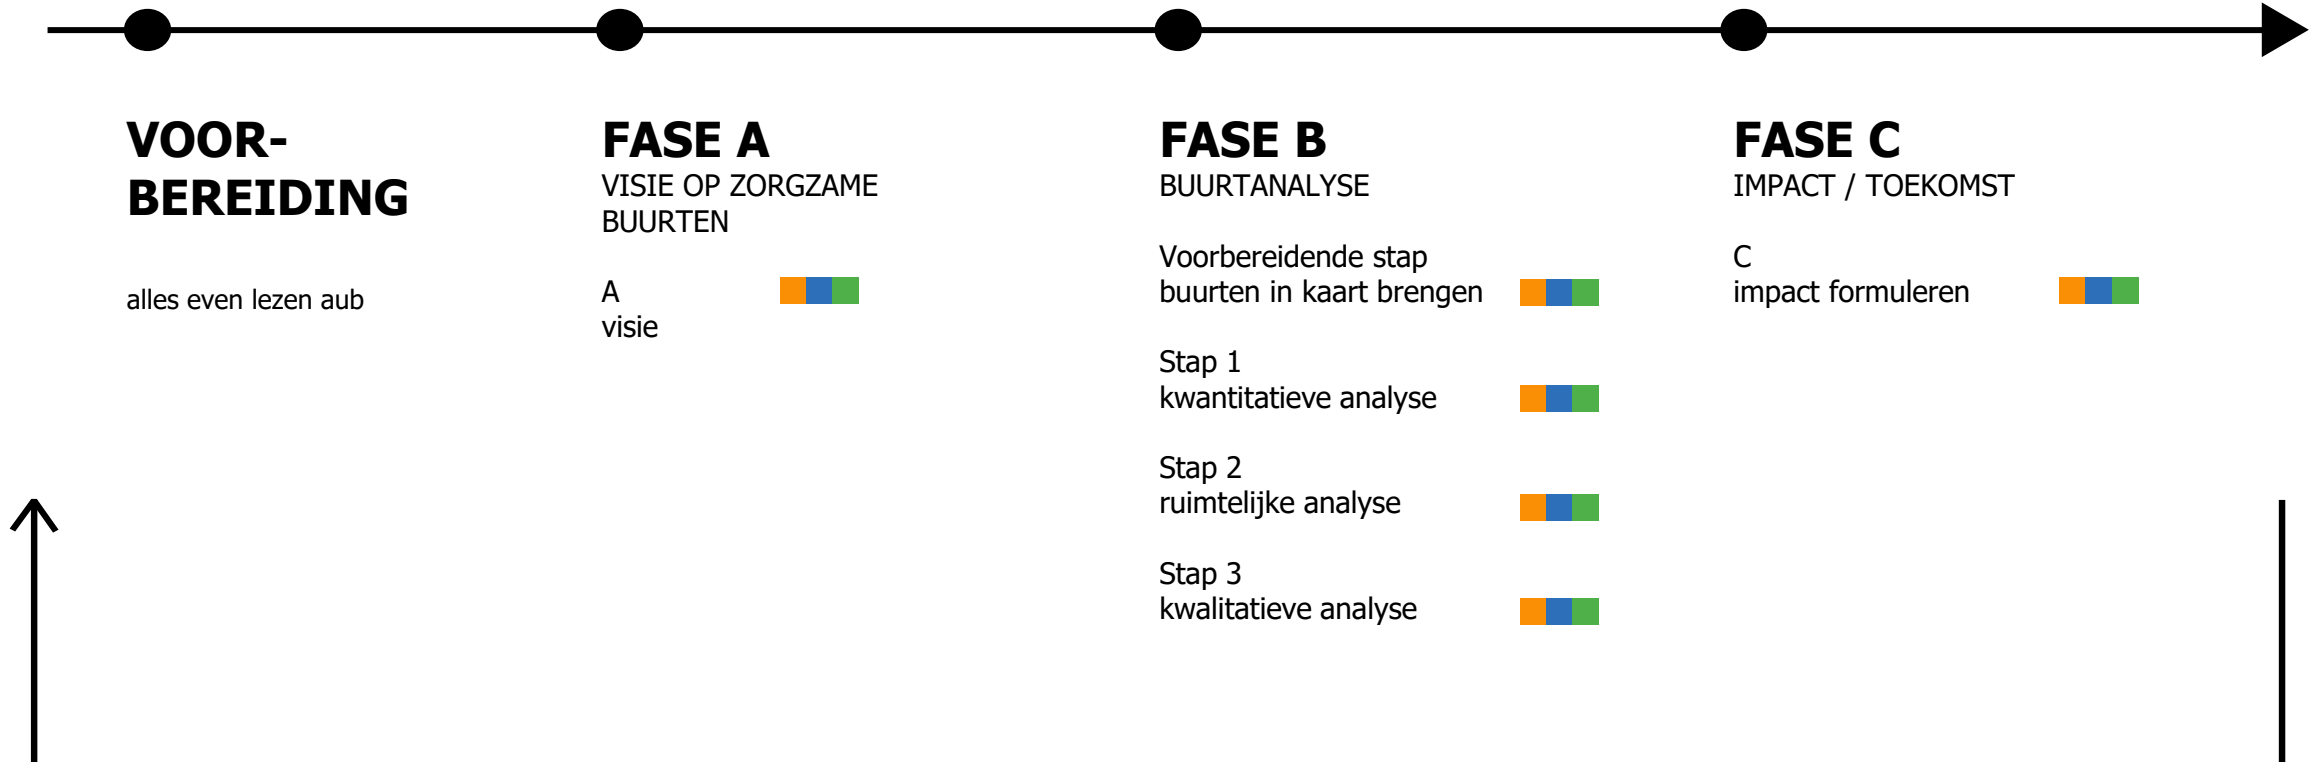 VOOR-
BEREIDING
alles even lezen aub
FASE A
VISIE OP ZORGZAME
BUURTEN
A
visie
FASE B
BUURTANALYSE
Voorbereidende stap
buurten in kaart brengen
Stap 1
kwantitatieve analyse
Stap 2
ruimtelijke analyse
Stap 3
kwalitatieve analyse
FASE C
IMPACT / TOEKOMST
C
impact formuleren